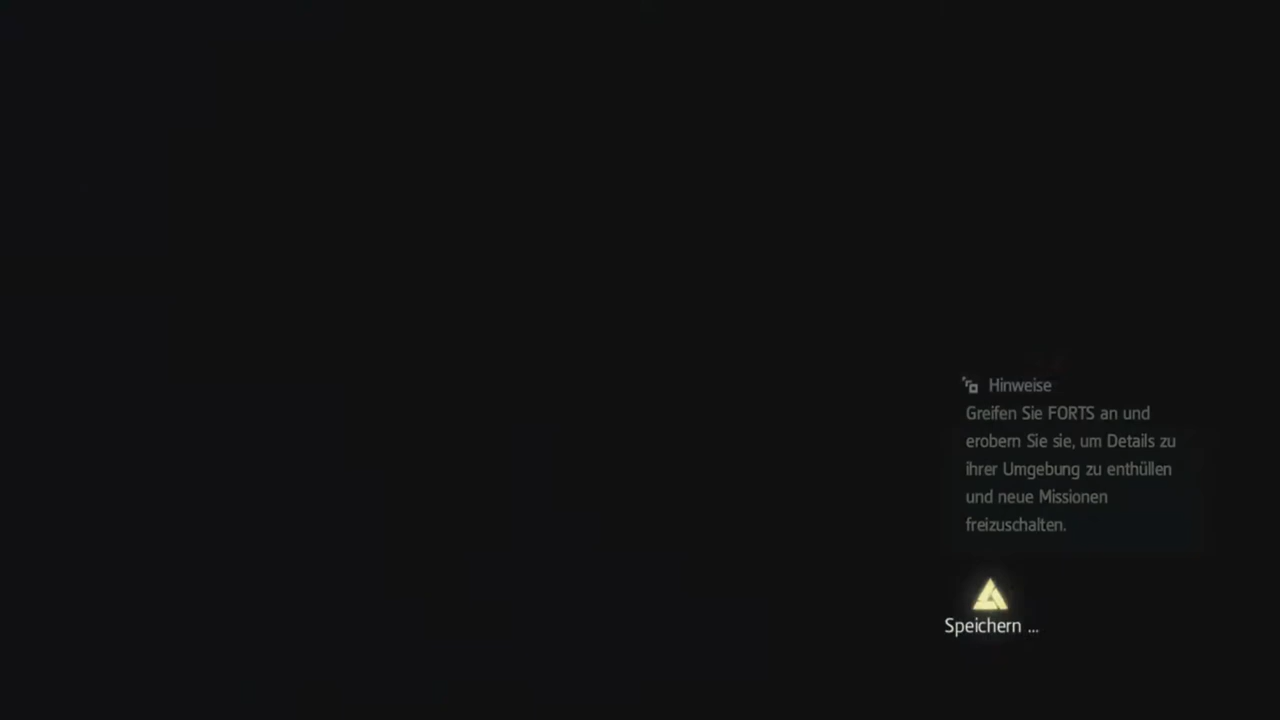 Hinweise
Greifen Sie FORTS an und
erobern Sie sie, um Details zu
ihrer Umgebung zu enthüllen
und neue Missionen
freizuschalten.
Speichern ...